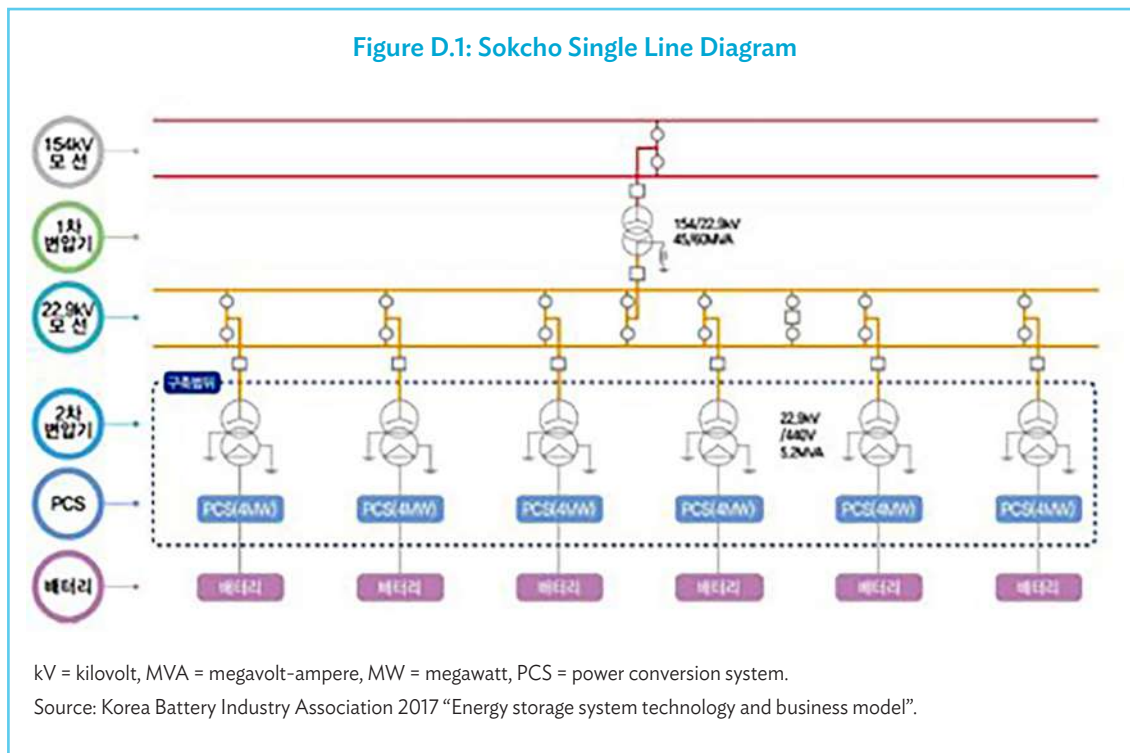 Figure D.1: Sokcho Single Line Diagram
154kV
모 선
1차
변압기
154/22.9kV
45/60MVA
22.9kV
모 선
구축범위
2차
변압기
22.9kV
/440V
5.2MVA
PCS
PCS(4MW) PCS(4MW) PCS(4MW) PCS(4MW) PCS(4MW) PCS(4MW)
배터리
배터리 배터리 배터리 배터리 배터리 배터리
kV = kilovolt, MVA = megavolt-ampere, MW = megawatt, PCS = power conversion system.
Source: Korea Battery Industry Association 2017 “Energy storage system technology and business model”.